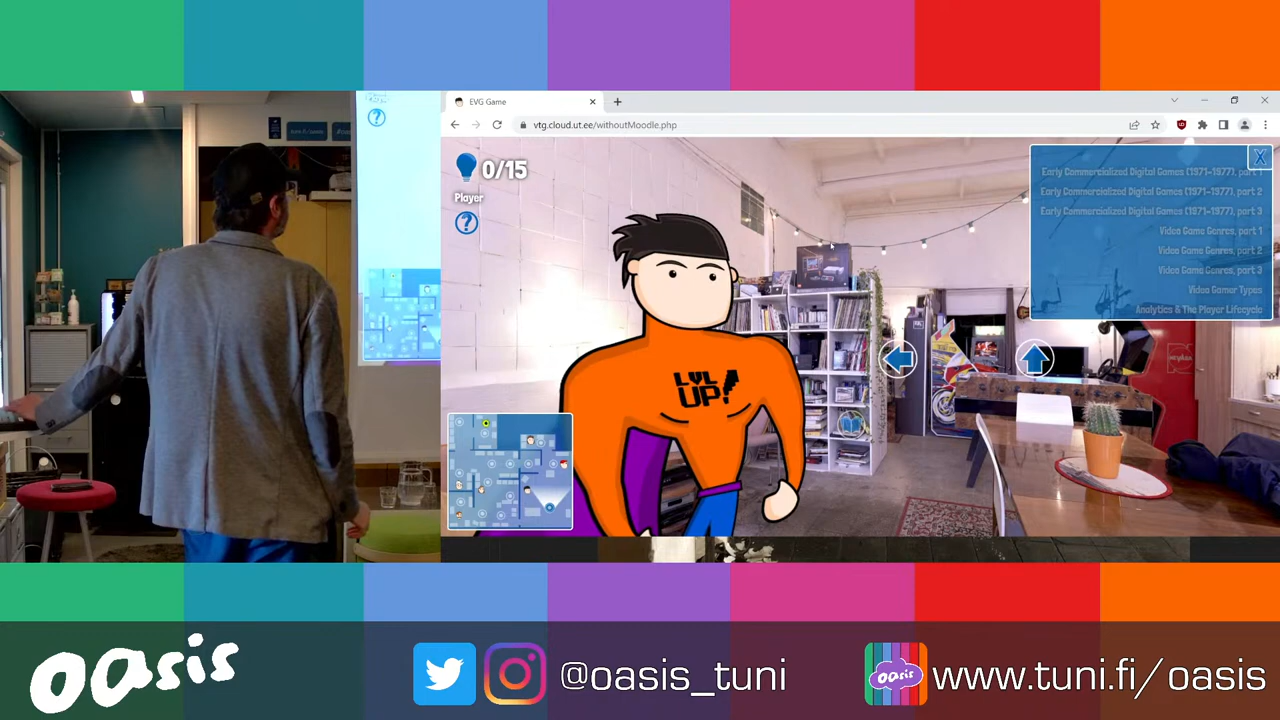 EVG Game
vtg.cloud.ut.ee/withoutMoodle.php
0/15
Player
?
?
X
Early Commercialized Digital Games (1971-1977), part 1
Early Commercialized Digital Games (1971-1977), part 2
Early Commercialized Digital Games (1971-1977), part 3
Video Game Genres, part 1
Video Game Genres, part 2
Video Game Genres, part 3
Video Gamer Types
Analytics & The Player Lifecycle
LVL
UP!
oasis
@oasis_tuni
oasis
www.tuni.fi/oasis